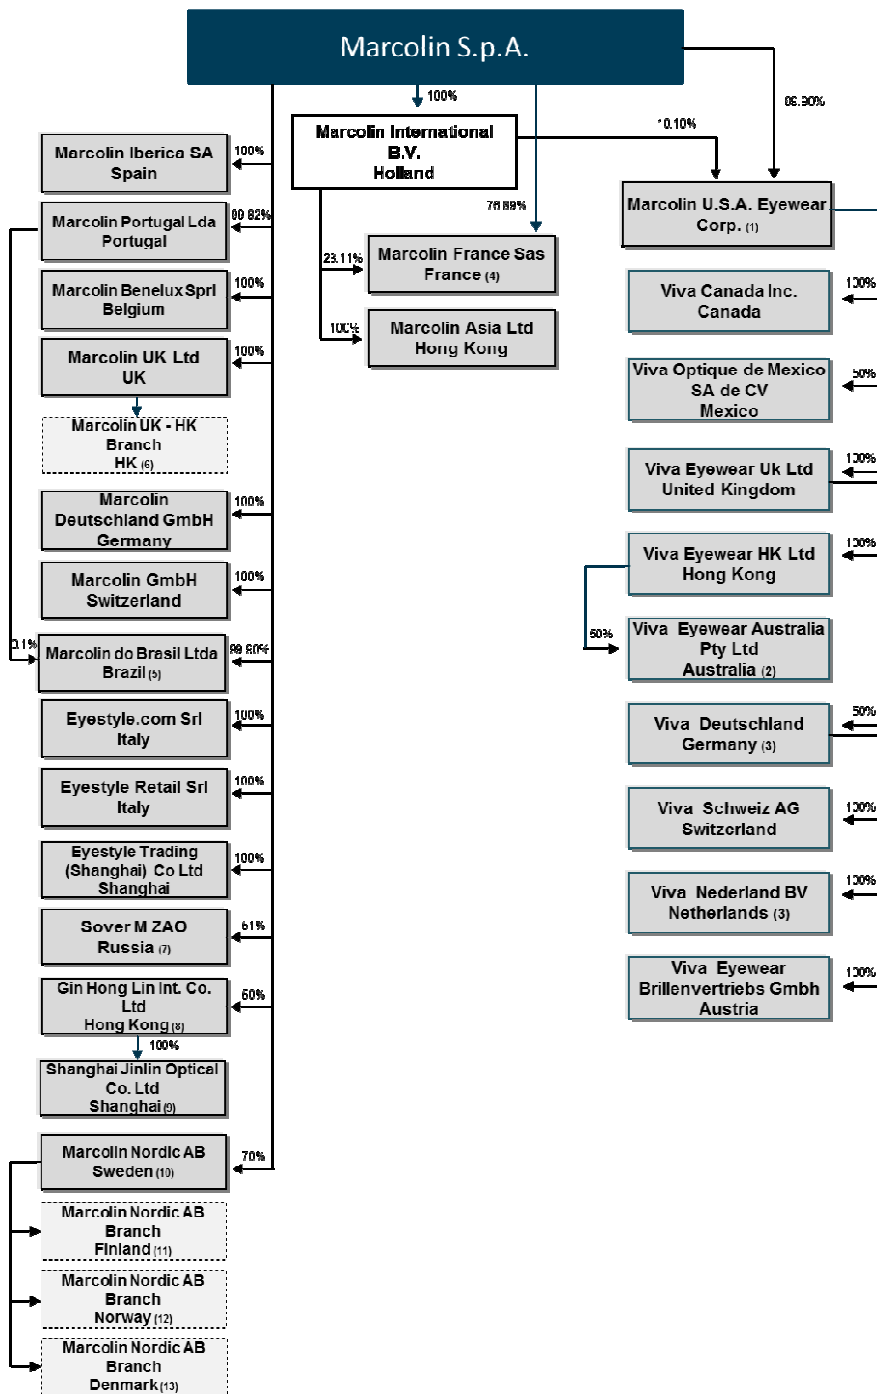 Marcolin S.p.A.
100%
89.90%
Marcolin International
B.V.
Holland
10.10%
76.89%
23.11%
Marcolin France Sas
France (4)
100%
Marcolin Asia Ltd
Hong Kong
Marcolin Iberica SA
Spain
100%
Marcolin Portugal Lda
Portugal
Marcolin Benelux Sprl
Belgium
100%
Marcolin UK Ltd
UK
100%
Marcolin UK - HK
Branch
HK (6)
Marcolin
Deutschland GmbH
Germany
100%
Marcolin GmbH
Switzerland
100%
0.1%
Marcolin do Brasil Ltda
Brazil (5)
99.90%
Eyestyle.com Srl
Italy
100%
Eyestyle Retail Srl
Italy
100%
Eyestyle Trading
(Shanghai) Co Ltd
Shanghai
100%
Sover M ZAO
Russia (7)
51%
Gin Hong Lin Int. Co.
Ltd
Hong Kong (8)
50%
100%
Shanghai Jinlin Optical
Co. Ltd
Shanghai (9)
Marcolin Nordic AB
Sweden (10)
70%
Marcolin Nordic AB
Branch
Finland (11)
Marcolin Nordic AB
Branch
Norway (12)
Marcolin Nordic AB
Branch
Denmark (13)
Marcolin U.S.A. Eyewear
Corp. (1)
Viva Canada Inc.
Canada
100%
Viva Optique de Mexico
SA de CV
Mexico
50%
Viva Eyewear Uk Ltd
United Kingdom
100%
Viva Eyewear HK Ltd
Hong Kong
100%
50%
Viva Eyewear Australia
Pty Ltd
Australia (2)
Viva Deutschland
Germany (3)
50%
Viva Schweiz AG
Switzerland
100%
Viva Nederland BV
Netherlands (3)
100%
Viva Eyewear
Brillenvertriebs Gmbh
Austria
100%